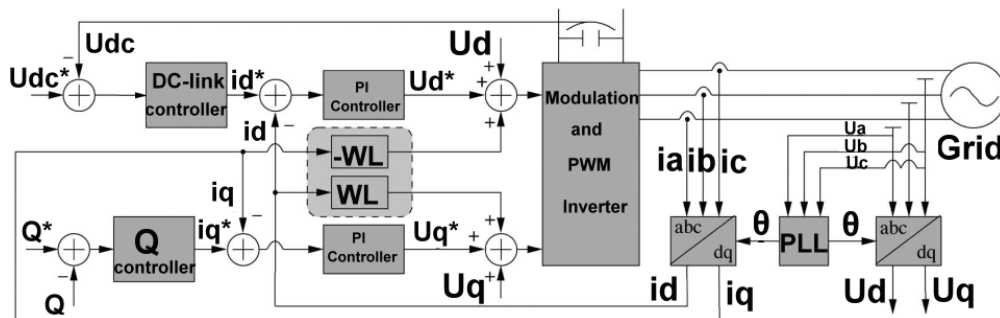 Udc
Udc*
DC-link
controller
id*
PI
Controller
Ud*
Ud
Modulation
and
PWM
Inverter
id
-WL
WL
iq
Q*
Q
Q
controller
iq*
PI
Controller
Uq*
Uq
ia ib ic
Ua
Ub
Uc
Grid
abc
dq
θ
PLL
θ
abc
dq
id
iq
Ud
Uq